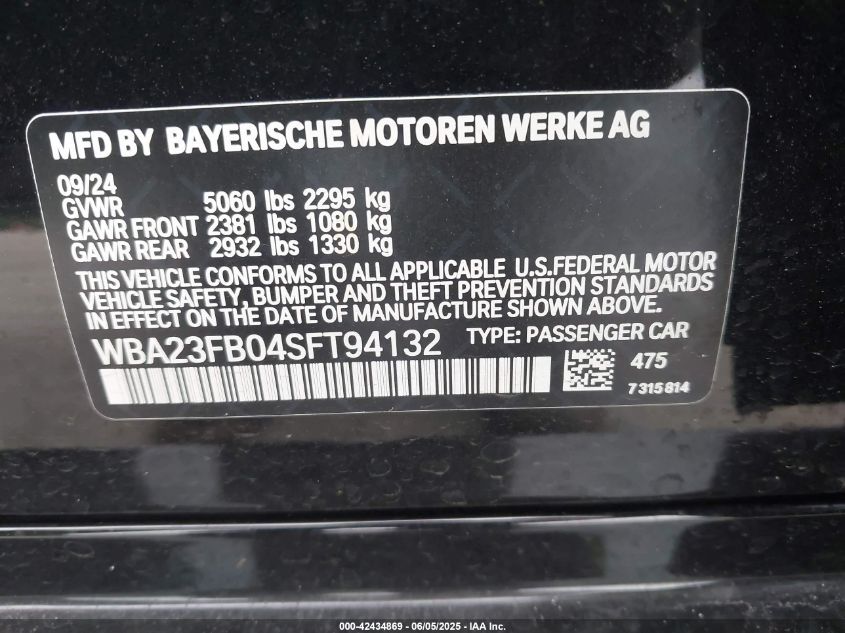 MFD BY BAYERISCHE MOTOREN WERKE AG
09/24
GVWR 5060 lbs 2295 kg
GAWR FRONT 2381 lbs 1080 kg
GAWR REAR 2932 lbs 1330 kg
THIS VEHICLE CONFORMS TO ALL APPLICABLE U.S.FEDERAL MOTOR
VEHICLE SAFETY, BUMPER AND THEFT PREVENTION STANDARDS
IN EFFECT ON THE DATE OF MANUFACTURE SHOWN ABOVE.
WBA23FB04SFT94132 TYPE: PASSENGER CAR
475
7315814
000-42434869 - 06/05/2025 - IAA Inc.